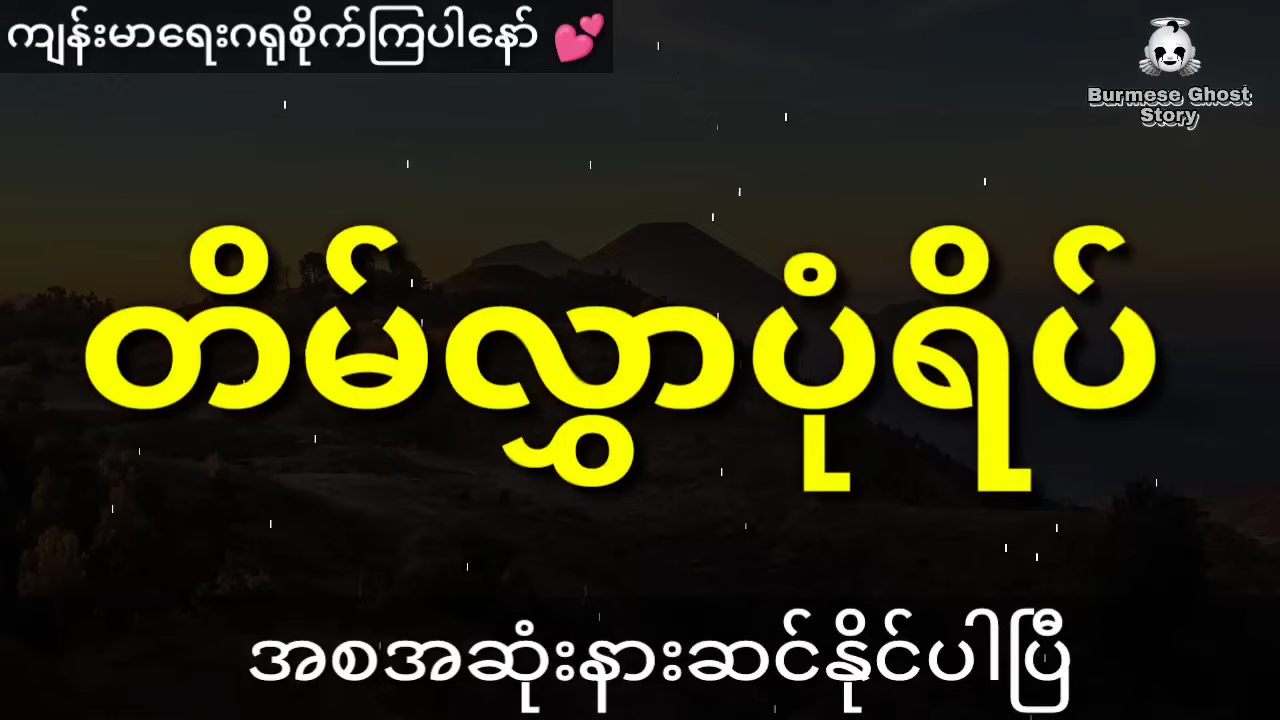 ကျန်းမာရေးဂရုစိုက်ကြပါနော် 💕
Burmese Ghost
Story
တိမ်လွှာပုံရိပ်
အစအဆုံးနားဆင်နိုင်ပါပြီ